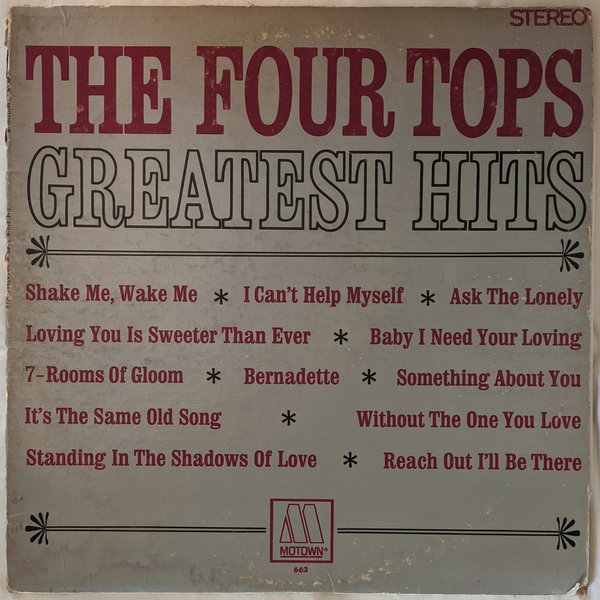 STEREO
THE FOUR TOPS
GREATEST HITS
Shake Me, Wake Me * I Can't Help Myself * Ask The Lonely
Loving You Is Sweeter Than Ever * Baby I Need Your Loving
7-Rooms Of Gloom * Bernadette * Something About You
It's The Same Old Song * Without The One You Love
Standing In The Shadows Of Love * Reach Out I'll Be There
MOTOWN®
662